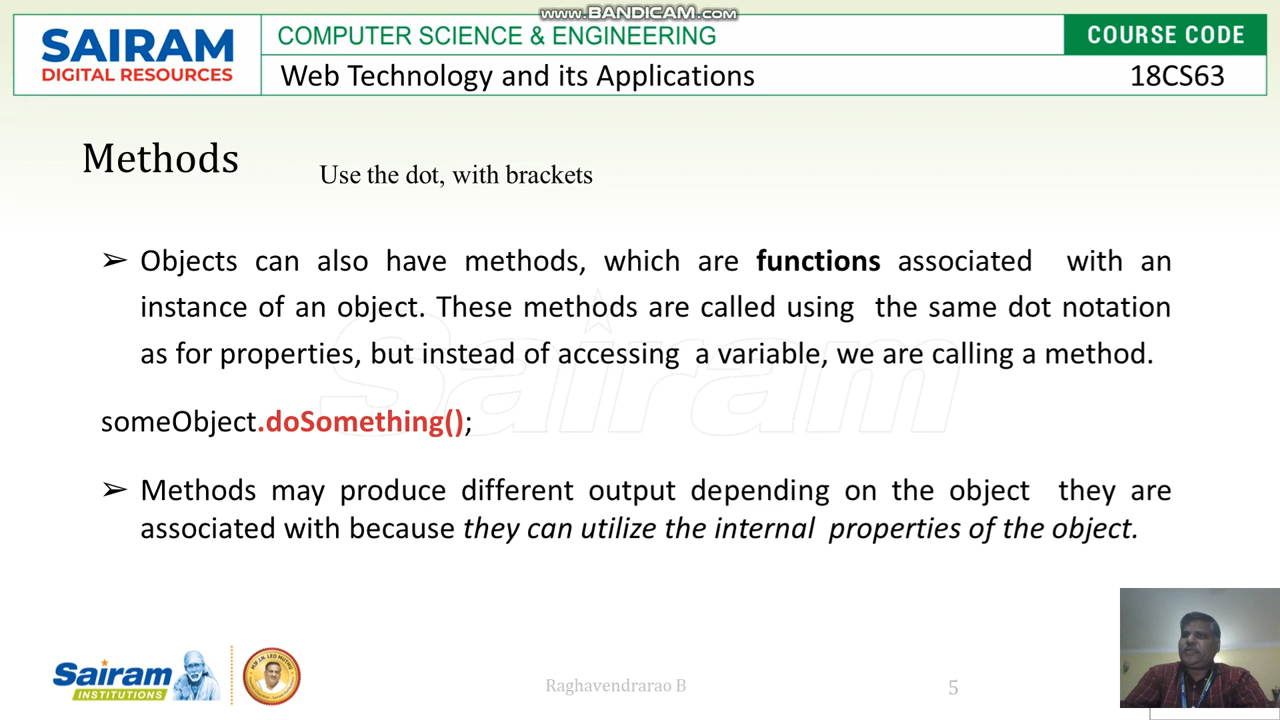 www.BANDICAM.com
SAIRAM
DIGITAL RESOURCES
COMPUTER SCIENCE & ENGINEERING
COURSE CODE
Web Technology and its Applications
18CS63
Methods
Use the dot, with brackets
➢ Objects can also have methods, which are functions associated with an
instance of an object. These methods are called using the same dot notation
as for properties, but instead of accessing a variable, we are calling a method.
Sairam
someObject.doSomething();
➢ Methods may produce different output depending on the object they are
associated with because they can utilize the internal properties of the object.
Sairam
INSTITUTIONS
Raghavendrarao B
5